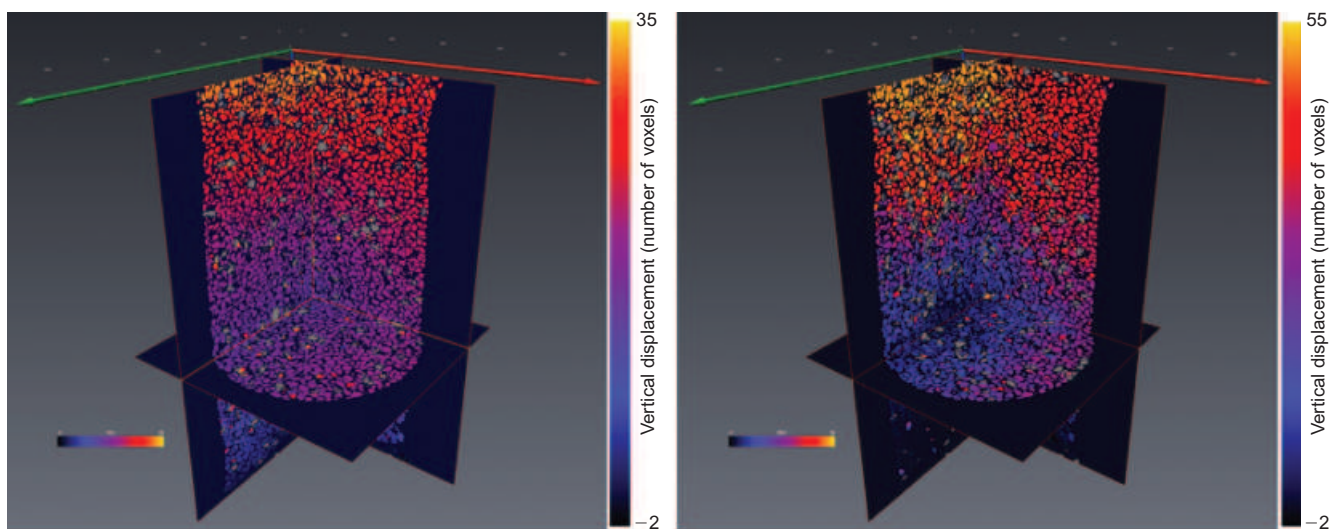 35
Vertical displacement (number of voxels)
−2
55
Vertical displacement (number of voxels)
−2